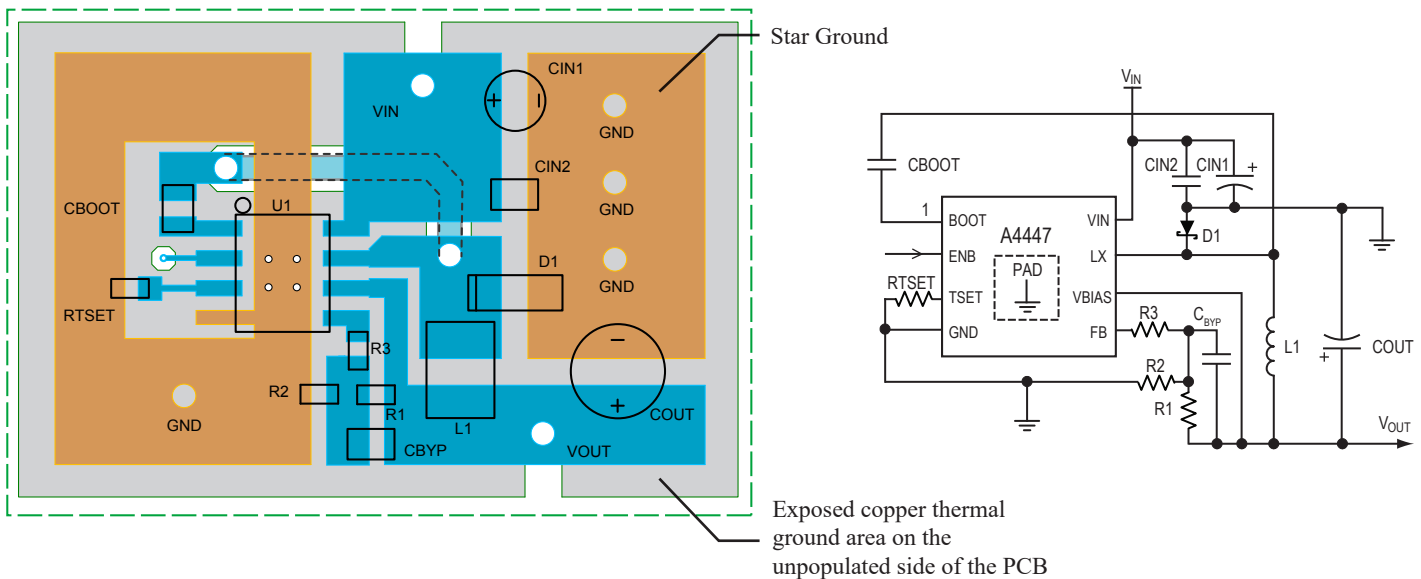 Star Ground
CIN1
VIN
GND
CIN2
GND
CBOOT
U1
D1
GND
RTSET
R3
R2
R1
COUT
GND
L1
CBYP
VOUT
Exposed copper thermal
ground area on the
unpopulated side of the PCB
VIN
CBOOT
CIN2
CIN1
+
1
BOOT
VIN
A4447
D1
ENB
LX
PAD
RTSET
TSET
VBIAS
GND
FB
R3
CBYP
L1
+
COUT
R2
R1
VOUT